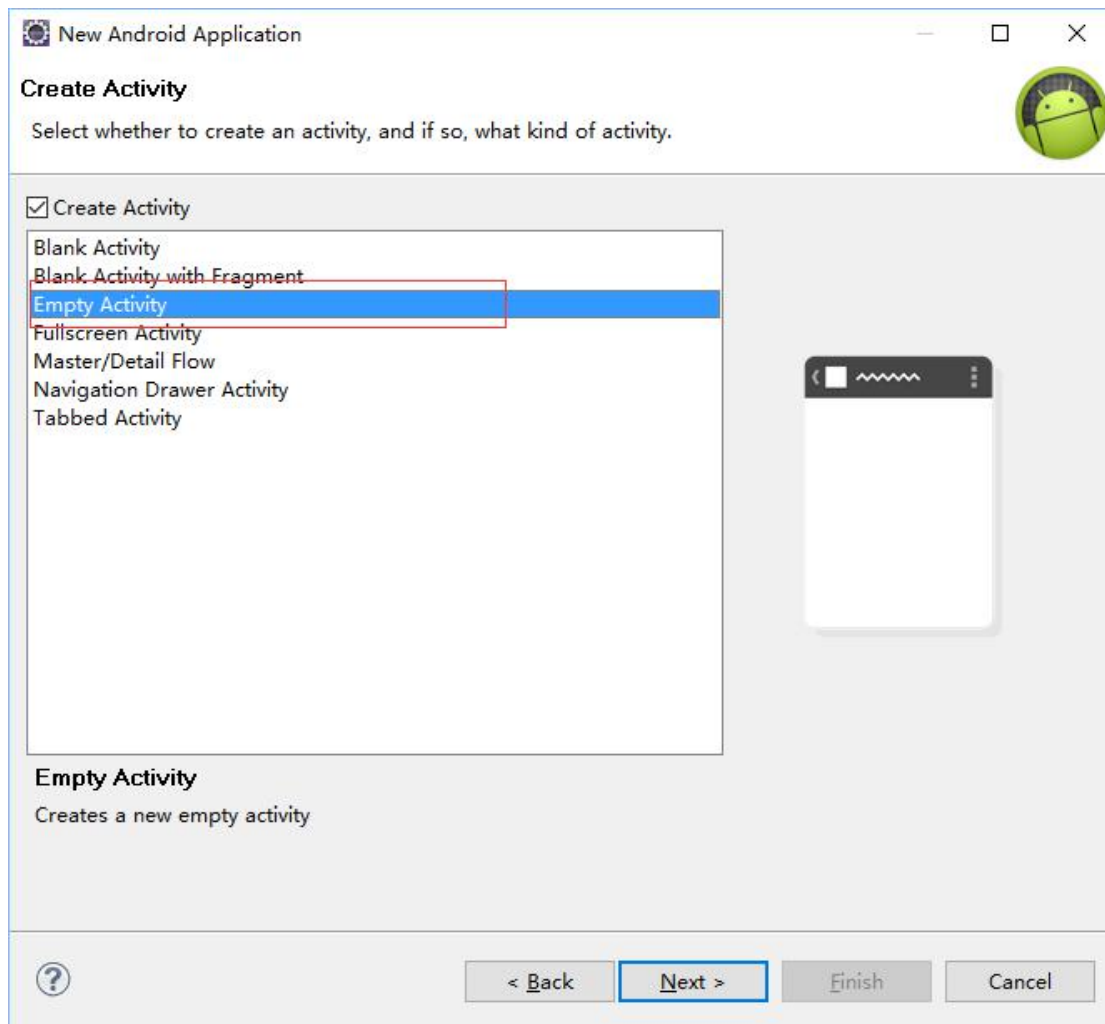 New Android Application
Create Activity
Select whether to create an activity, and if so, what kind of activity.
Create Activity
Blank Activity
Blank Activity with Fragment
Empty Activity
Fullscreen Activity
Master/Detail Flow
Navigation Drawer Activity
Tabbed Activity
Empty Activity
Creates a new empty activity
? < Back Next > Finish Cancel